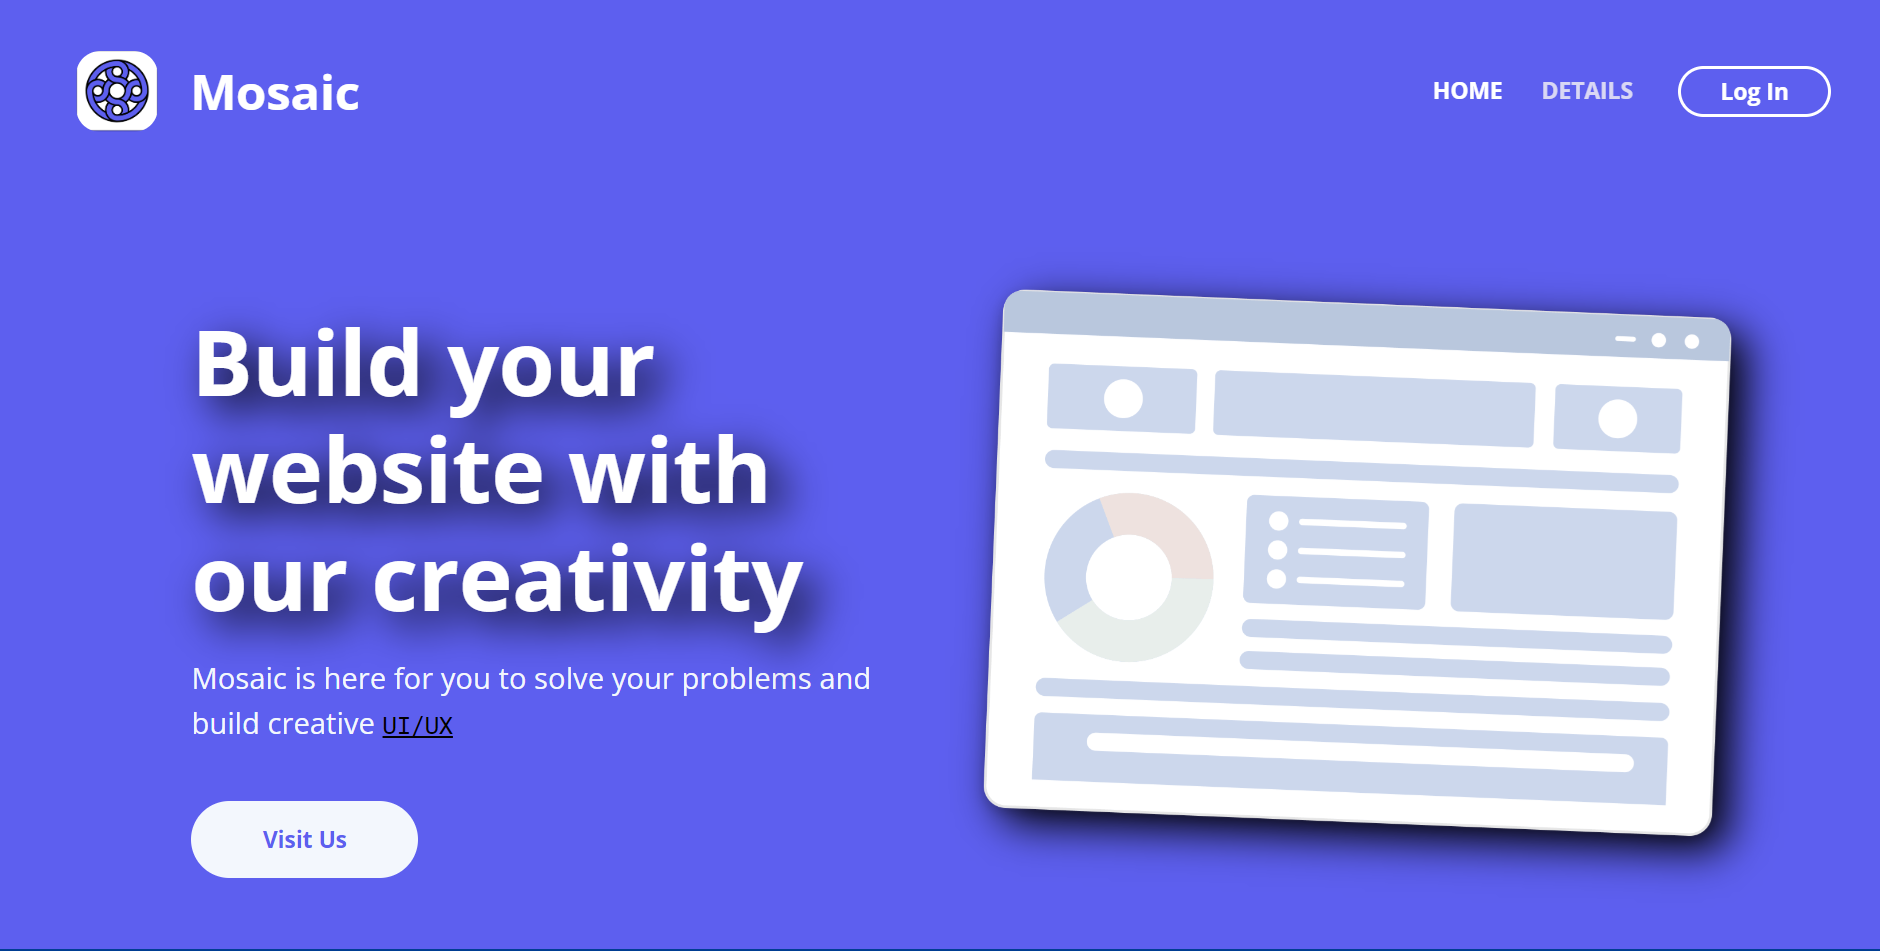 Mosaic
HOME DETAILS Log In
Build your
website with
our creativity
Mosaic is here for you to solve your problems and
build creative UI/UX
Visit Us